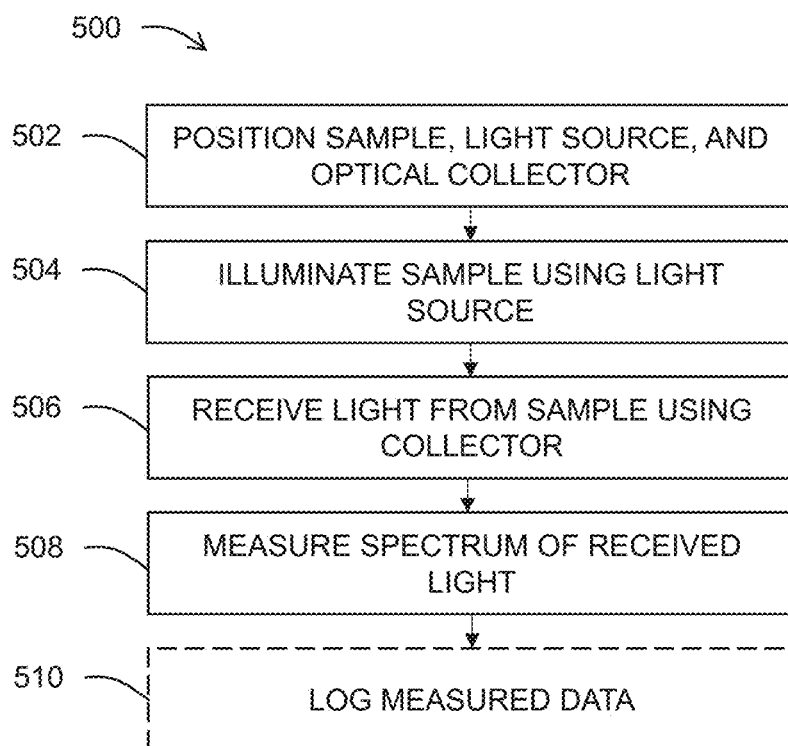 500
502
POSITION SAMPLE, LIGHT SOURCE, AND
OPTICAL COLLECTOR
504
ILLUMINATE SAMPLE USING LIGHT
SOURCE
506
RECEIVE LIGHT FROM SAMPLE USING
COLLECTOR
508
MEASURE SPECTRUM OF RECEIVED
LIGHT
510
LOG MEASURED DATA